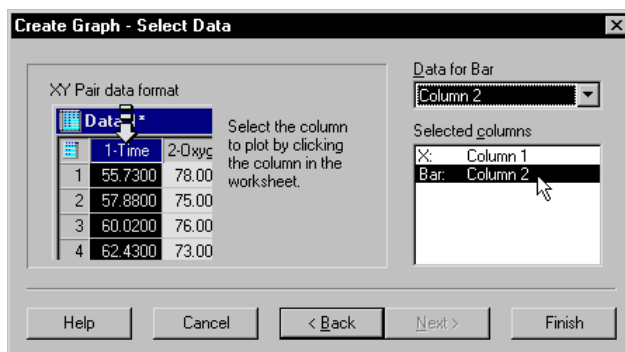 Create Graph - Select Data
XY Pair data format
Data 1*
1-Time 2-Oxyg
1 55.7300 78.00
2 57.8800 75.00
3 60.0200 76.00
4 62.4300 73.00
Select the column
to plot by clicking
the column in the
worksheet.
Data for Bar
Column 2
Selected columns
X: Column 1
Bar: Column 2
Help Cancel < Back Next > Finish